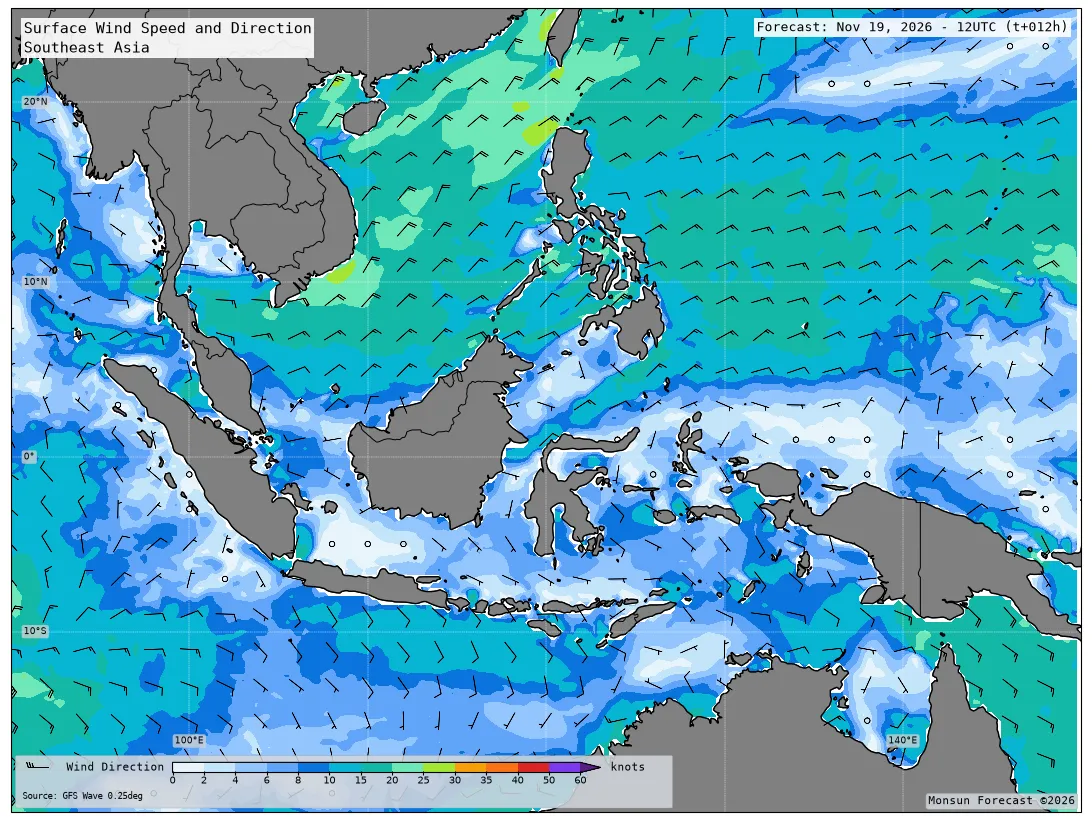 Surface Wind Speed and Direction
Southeast Asia
Forecast: Nov 19, 2026 - 12UTC (t+012h)
20°N
10°N
0°
10°S
100°E
140°E
Wind Direction
0 2 4 6 8 10 15 20 25 30 35 40 50 60
knots
Source: GFS Wave 0.25deg
Monsun Forecast ©2026